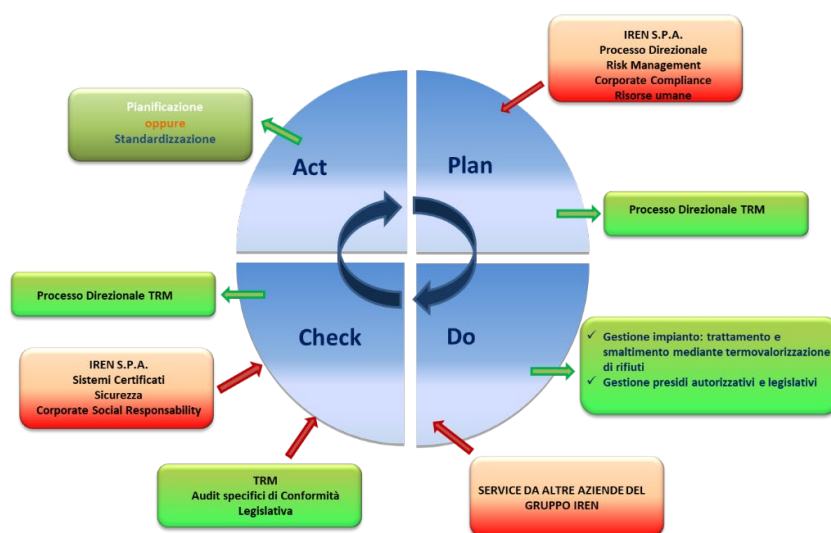 IREN S.P.A.
Processo Direzionale
Risk Management
Corporate Compliance
Risorse umane
Pianificazione
oppure
Standardizzazione
Act
Plan
Processo Direzionale TRM
Processo Direzionale TRM
Check
Do
✓ Gestione impianto: trattamento e
smaltimento mediante termovalorizzazione
di rifiuti
✓ Gestione presidi autorizzativi e legislativi
IREN S.P.A.
Sistemi Certificati
Sicurezza
Corporate Social Responsability
TRM
Audit specifici di Conformità
Legislativa
SERVICE DA ALTRE AZIENDE DEL
GRUPPO IREN